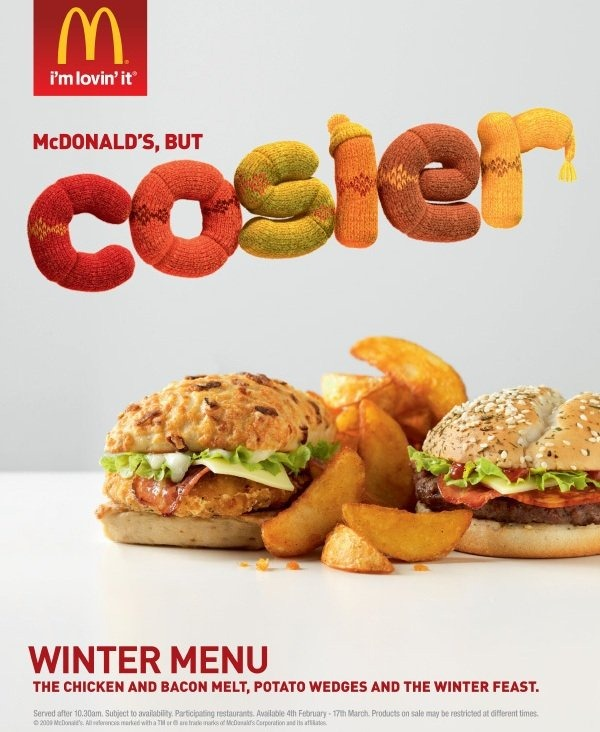 M
i'm lovin' it®
McDONALD'S, BUT
cosier
WINTER MENU
THE CHICKEN AND BACON MELT, POTATO WEDGES AND THE WINTER FEAST.
Served after 10.30am. Subject to availability. Participating restaurants. Available 4th February - 17th March. Products on sale may be restricted at different times.
© 2009 McDonald's. All references marked with a TM or ® are trade marks of McDonald's Corporation and its affiliates.